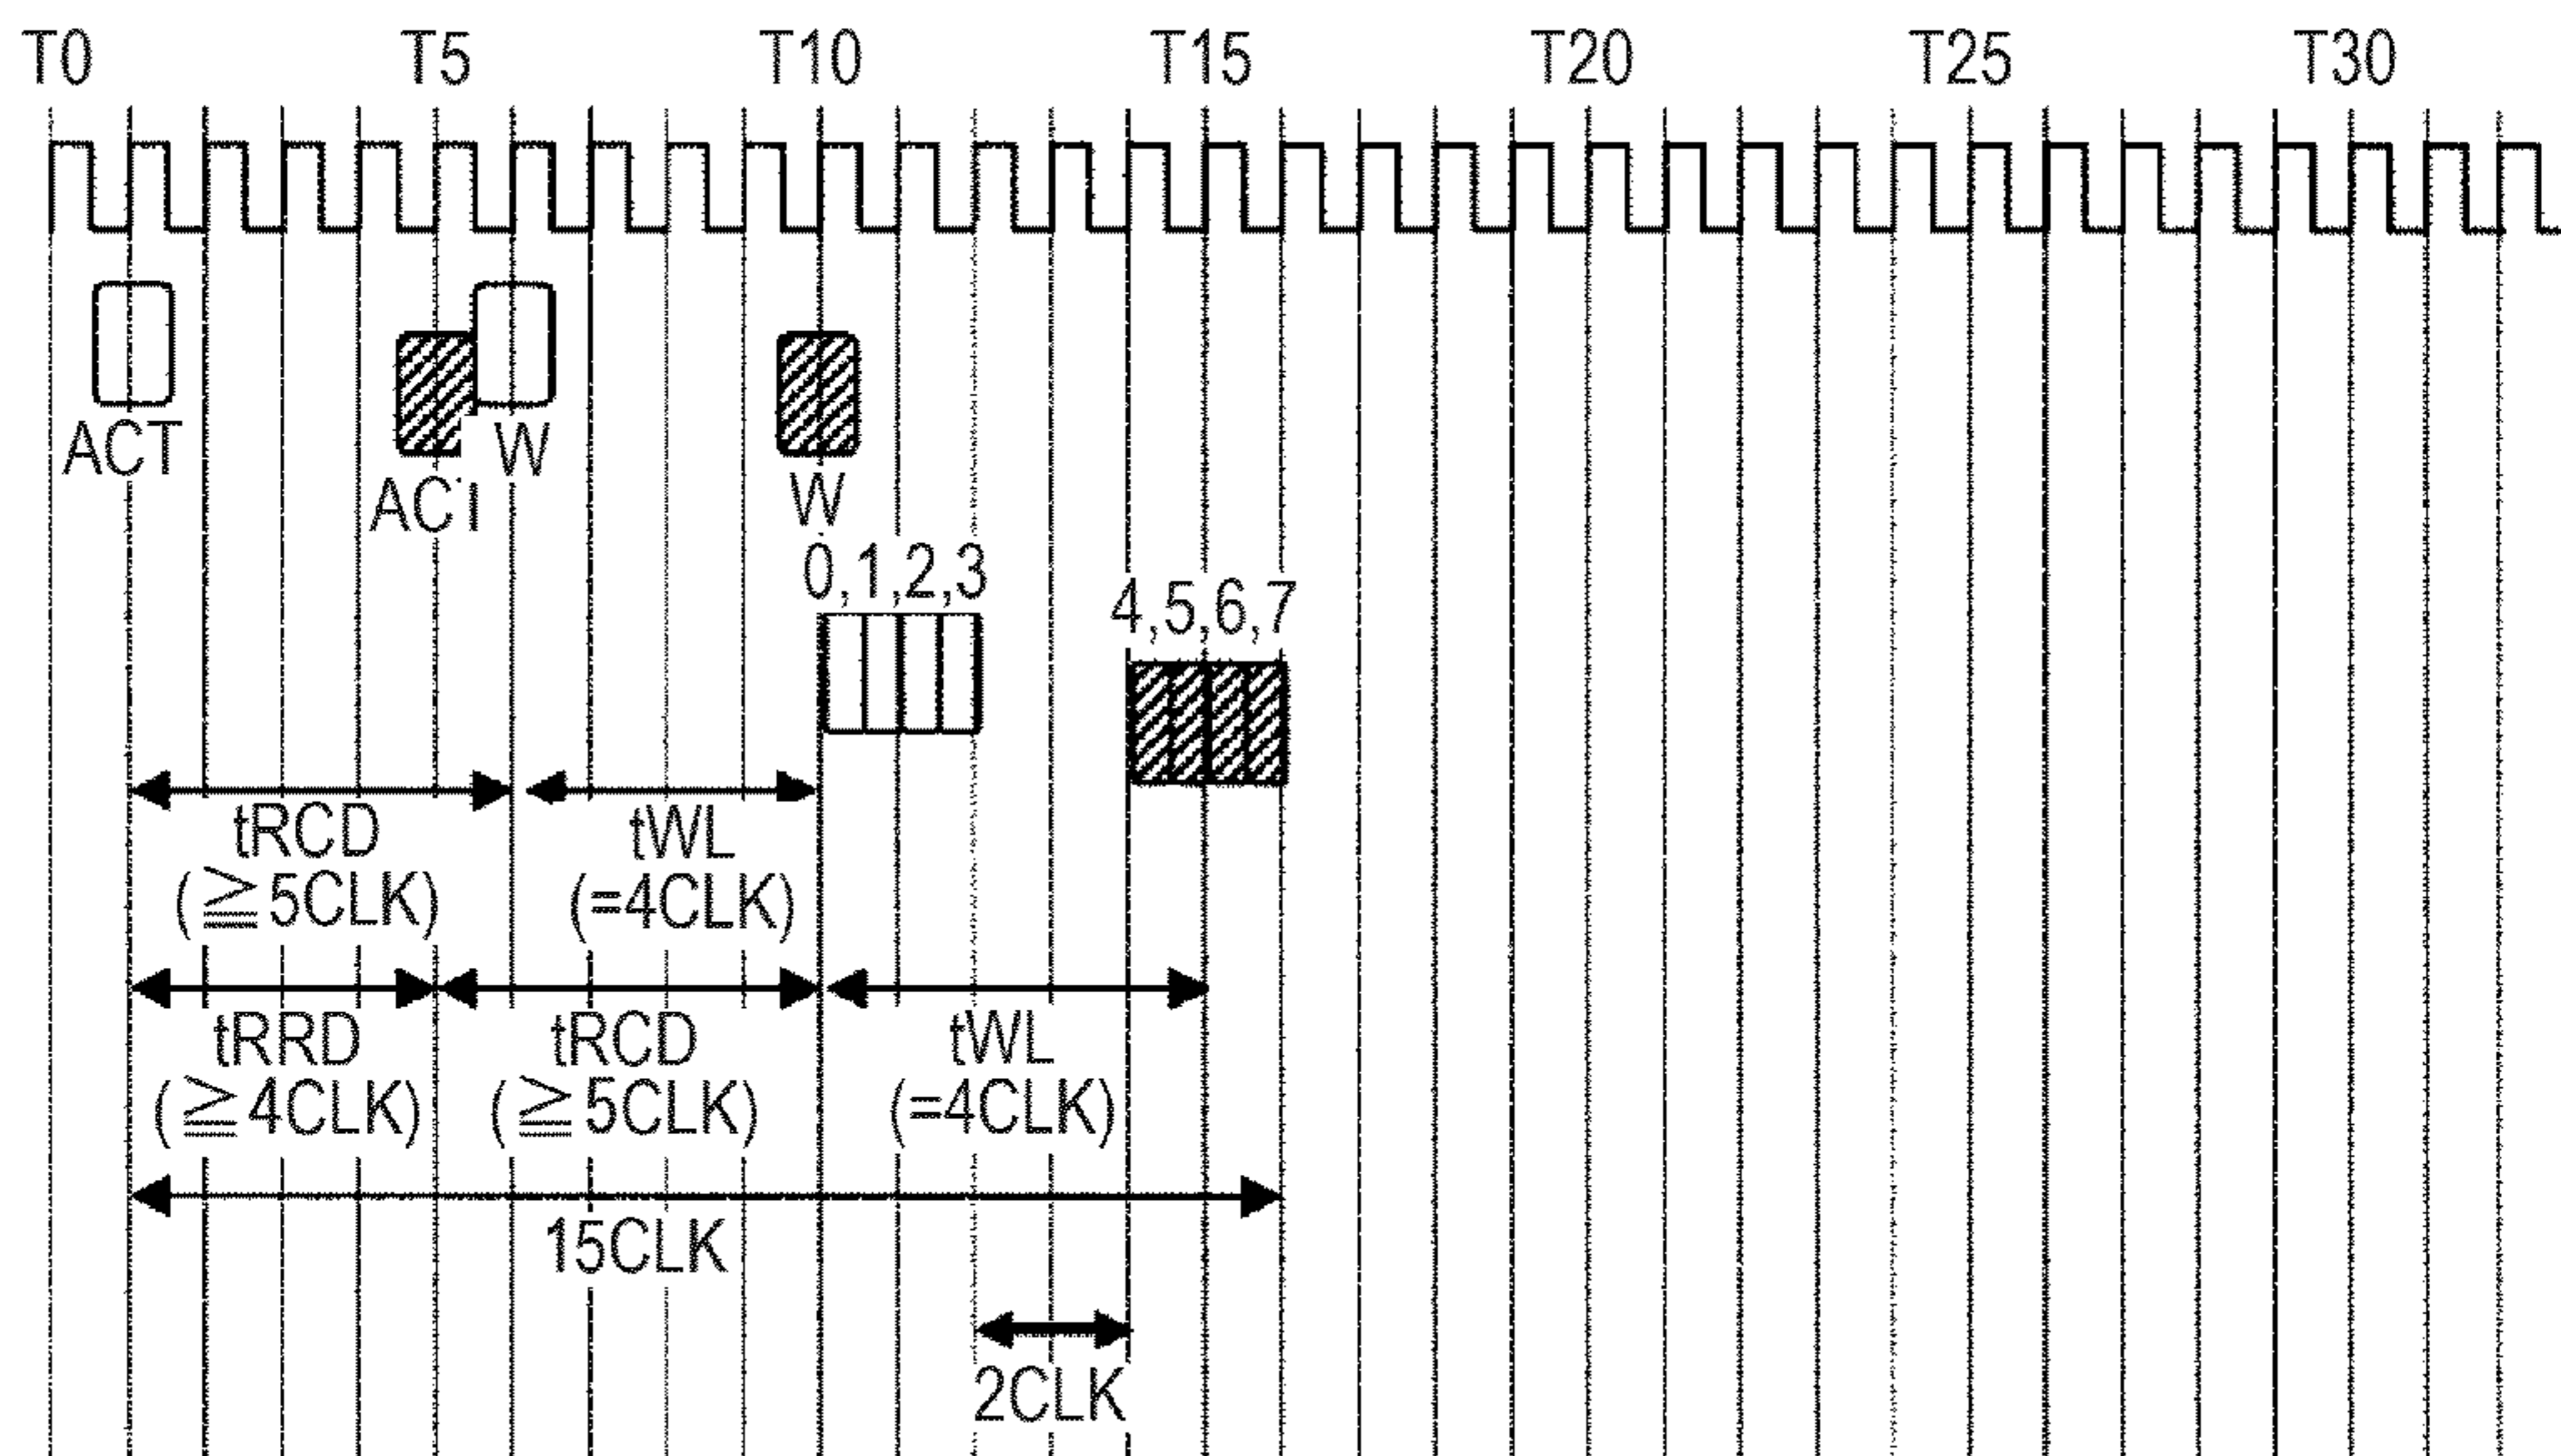 T0 T5 T10 T15 T20 T25 T30
ACT W
ACT W
0,1,2,3
4,5,6,7
tRCD tWL
(≧5CLK) (=4CLK)
tRRD tRCD tWL
(≧4CLK) (≧5CLK) (=4CLK)
15CLK
2CLK